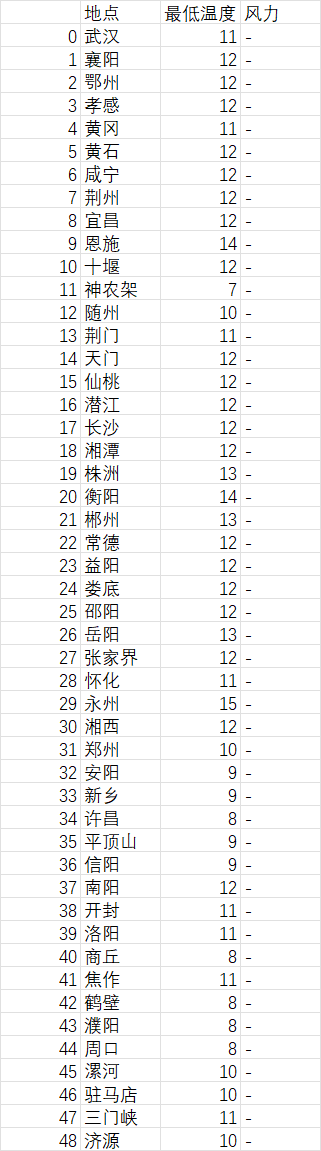 地点 最低温度 风力
0 武汉 11 -
1 襄阳 12 -
2 鄂州 12 -
3 孝感 12 -
4 黄冈 11 -
5 黄石 12 -
6 咸宁 12 -
7 荆州 12 -
8 宜昌 12 -
9 恩施 14 -
10 十堰 12 -
11 神农架 7 -
12 随州 10 -
13 荆门 11 -
14 天门 12 -
15 仙桃 12 -
16 潜江 12 -
17 长沙 12 -
18 湘潭 12 -
19 株洲 13 -
20 衡阳 14 -
21 郴州 13 -
22 常德 12 -
23 益阳 12 -
24 娄底 12 -
25 邵阳 12 -
26 岳阳 13 -
27 张家界 12 -
28 怀化 11 -
29 永州 15 -
30 湘西 12 -
31 郑州 10 -
32 安阳 9 -
33 新乡 9 -
34 许昌 8 -
35 平顶山 9 -
36 信阳 9 -
37 南阳 12 -
38 开封 11 -
39 洛阳 11 -
40 商丘 8 -
41 焦作 11 -
42 鹤壁 8 -
43 濮阳 8 -
44 周口 8 -
45 漯河 10 -
46 驻马店 10 -
47 三门峡 11 -
48 济源 10 -